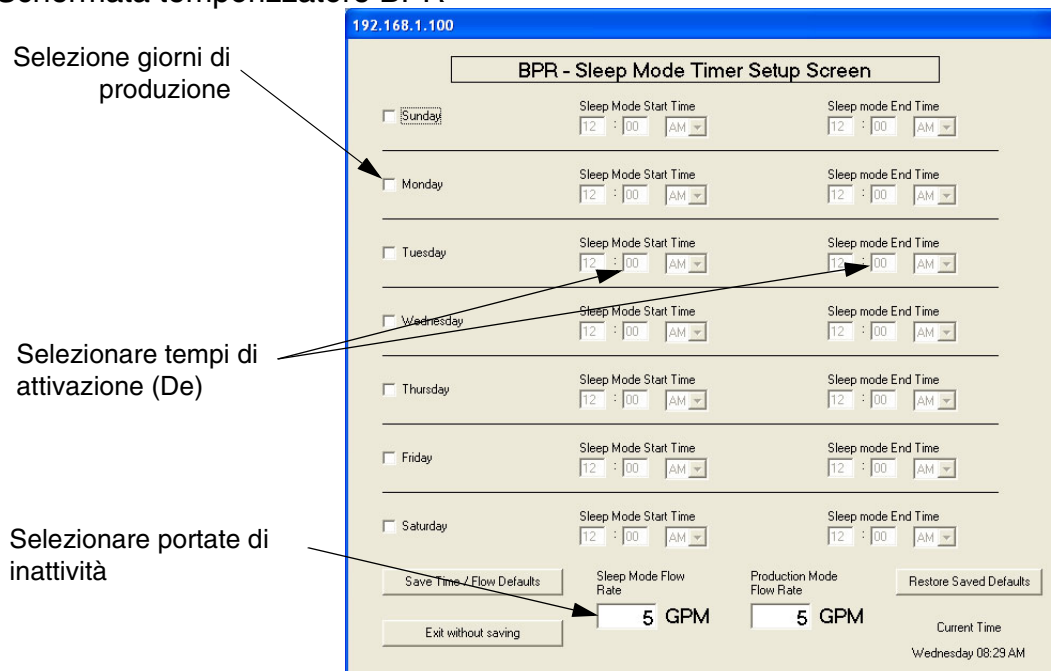 Schermata temporizzatore BPR
192.168.1.100
Selezione giorni di
produzione
BPR - Sleep Mode Timer Setup Screen
Sunday
Sleep Mode Start Time
12 : 00 AM
Sleep mode End Time
12 : 00 AM
Monday
Sleep Mode Start Time
12 : 00 AM
Sleep mode End Time
12 : 00 AM
Tuesday
Sleep Mode Start Time
12 : 00 AM
Sleep mode End Time
12 : 00 AM
Wednesday
Sleep Mode Start Time
12 : 00 AM
Sleep mode End Time
12 : 00 AM
Selezionare tempi di
attivazione (De)
Thursday
Sleep Mode Start Time
12 : 00 AM
Sleep mode End Time
12 : 00 AM
Friday
Sleep Mode Start Time
12 : 00 AM
Sleep mode End Time
12 : 00 AM
Saturday
Sleep Mode Start Time
12 : 00 AM
Sleep mode End Time
12 : 00 AM
Selezionare portate di
inattività
Save Time / Flow Defaults
Sleep Mode Flow
Rate
5 GPM
Production Mode
Flow Rate
5 GPM
Restore Saved Defaults
Exit without saving
Current Time
Wednesday 08:29 AM